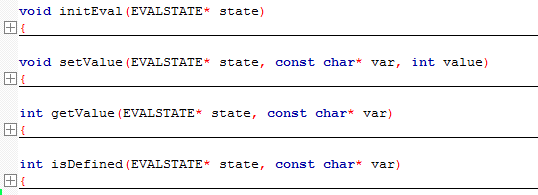 void initEval(EVALSTATE* state)
{
void setValue(EVALSTATE* state, const char* var, int value)
{
int getValue(EVALSTATE* state, const char* var)
{
int isDefined(EVALSTATE* state, const char* var)
{